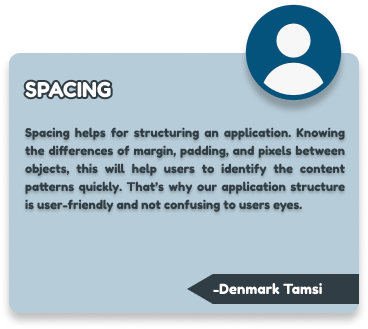 SPACING
Spacing helps for structuring an application. Knowing
the differences of margin, padding, and pixels between
objects, this will help users to identify the content
patterns quickly. That's why our application structure
is user-friendly and not confusing to users eyes.
-Denmark Tamsi